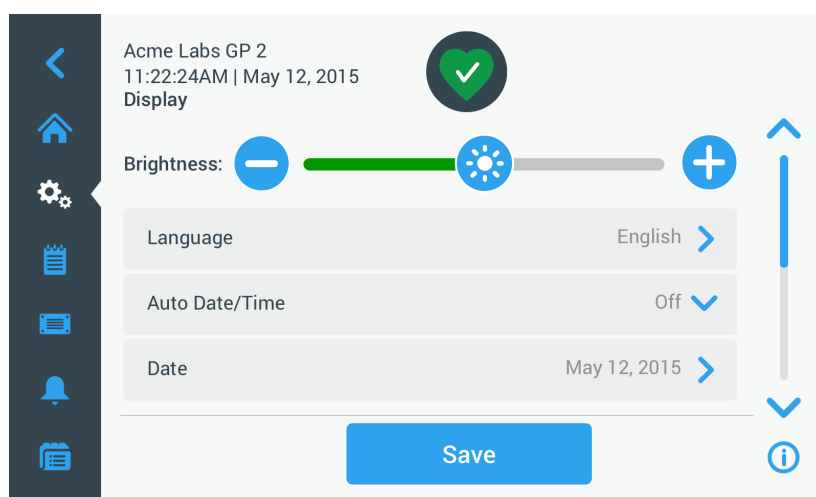 Acme Labs GP 2
11:22:24AM | May 12, 2015
Display
Brightness:
Language English
Auto Date/Time Off
Date May 12, 2015
Save